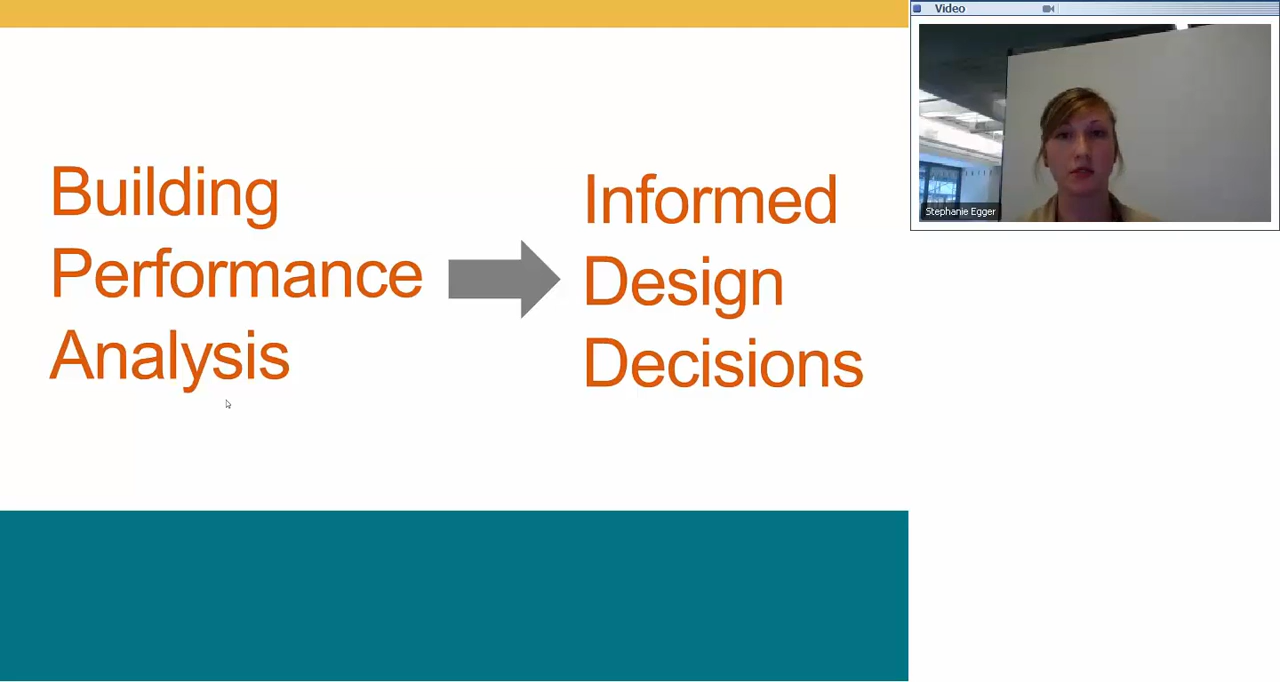 Video
Stephanie Egger
Building
Performance
Analysis
Informed
Design
Decisions